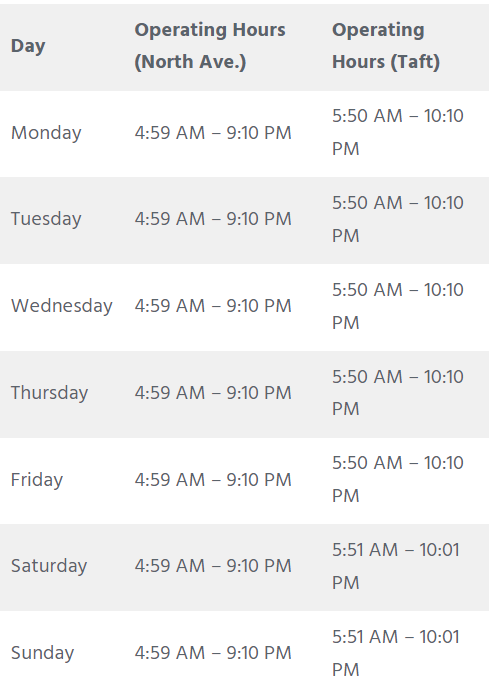 Day Operating Hours (North Ave.) Operating Hours (Taft)
Monday 4:59 AM – 9:10 PM 5:50 AM – 10:10 PM
Tuesday 4:59 AM – 9:10 PM 5:50 AM – 10:10 PM
Wednesday 4:59 AM – 9:10 PM 5:50 AM – 10:10 PM
Thursday 4:59 AM – 9:10 PM 5:50 AM – 10:10 PM
Friday 4:59 AM – 9:10 PM 5:50 AM – 10:10 PM
Saturday 4:59 AM – 9:10 PM 5:51 AM – 10:01 PM
Sunday 4:59 AM – 9:10 PM 5:51 AM – 10:01 PM